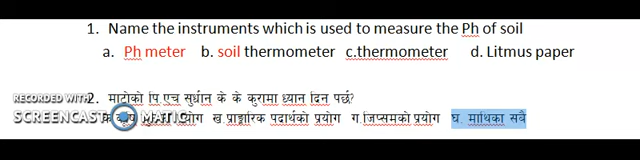 1. Name the instruments which is used to measure the Ph of soil
a. Ph meter b. soil thermometer c.thermometer d. Litmus paper
2. माटोको पि एच सुर्धान के के कुरामा ध्यान दिन पर्छ?
RECORDED WITH
SCREENCAST MATIC
ख प्राङ्गारिक पदार्थको प्रयोग ग जिप्समको प्रयोग घ माथिका सबै